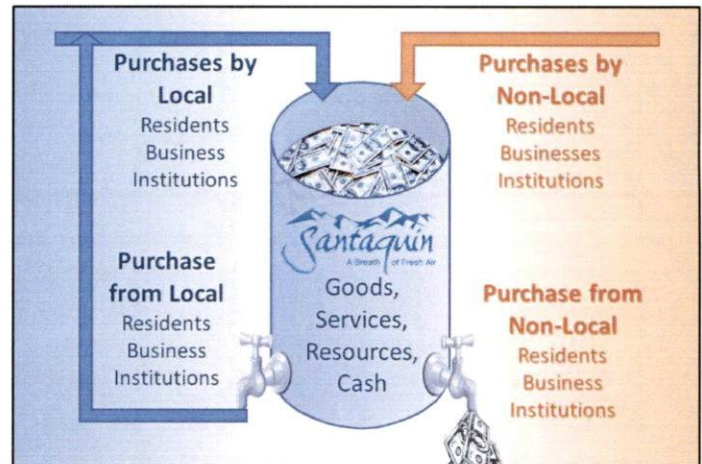 Purchases by
Local
Residents
Business
Institutions
Purchases by
Non-Local
Residents
Businesses
Institutions
Santaquin
A Breath of Fresh Air
Goods,
Services,
Resources,
Cash
Purchase
from Local
Residents
Business
Institutions
Purchase from
Non-Local
Residents
Business
Institutions